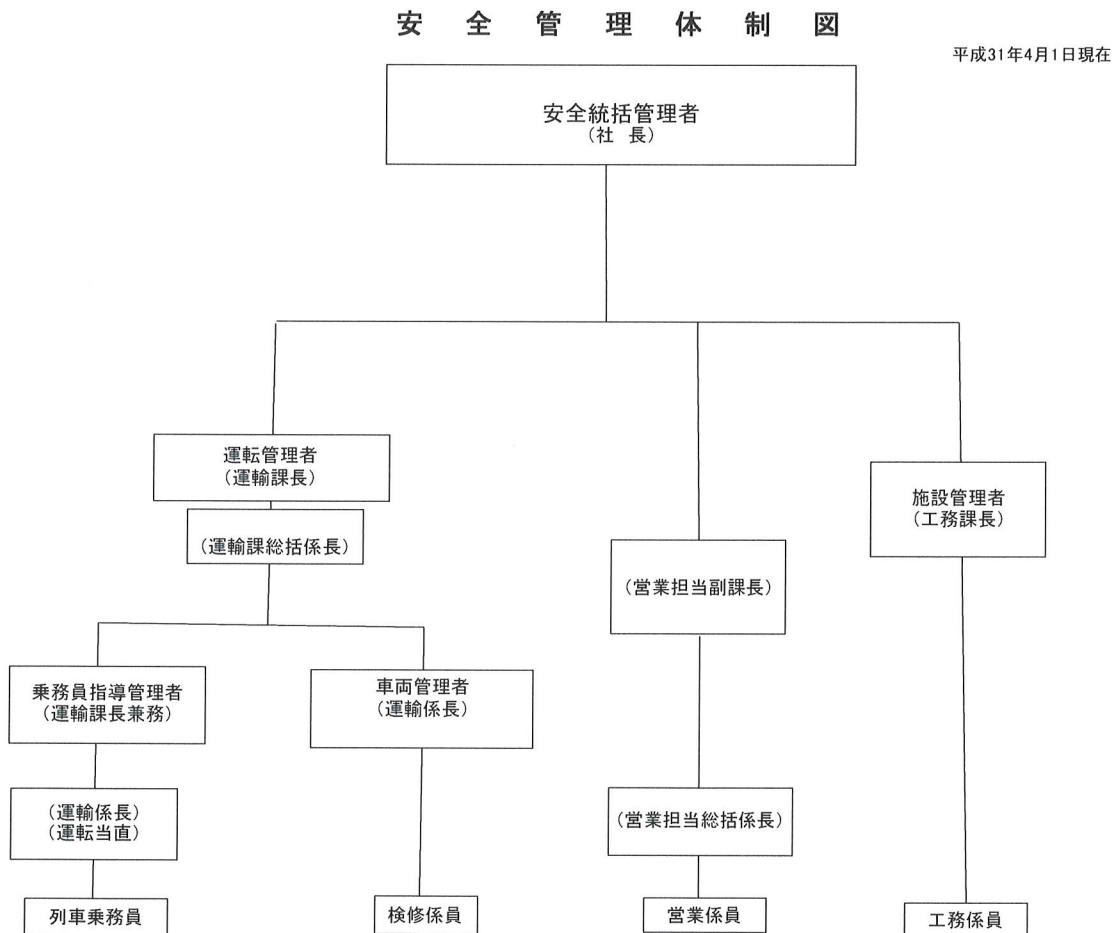 安全管理体制図
平成31年4月1日現在
安全統括管理者
(社 長)
運転管理者
(運輸課長)
(運輸課総括係長)
施設管理者
(工務課長)
(営業担当副課長)
乗務員指導管理者
(運輸課長兼務)
車両管理者
(運輸係長)
(運輸係長)
(運転当直)
(営業担当総括係長)
列車乗務員
検修係員
営業係員
工務係員